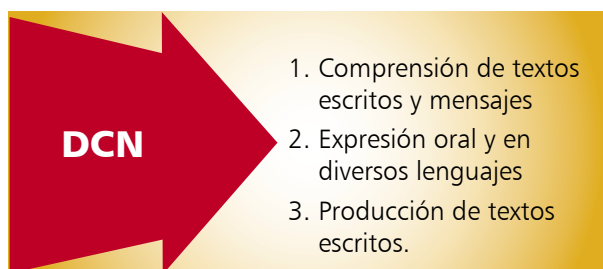 DCN
1. Comprensión de textos
escritos y mensajes
2. Expresión oral y en
diversos lenguajes
3. Producción de textos
escritos.